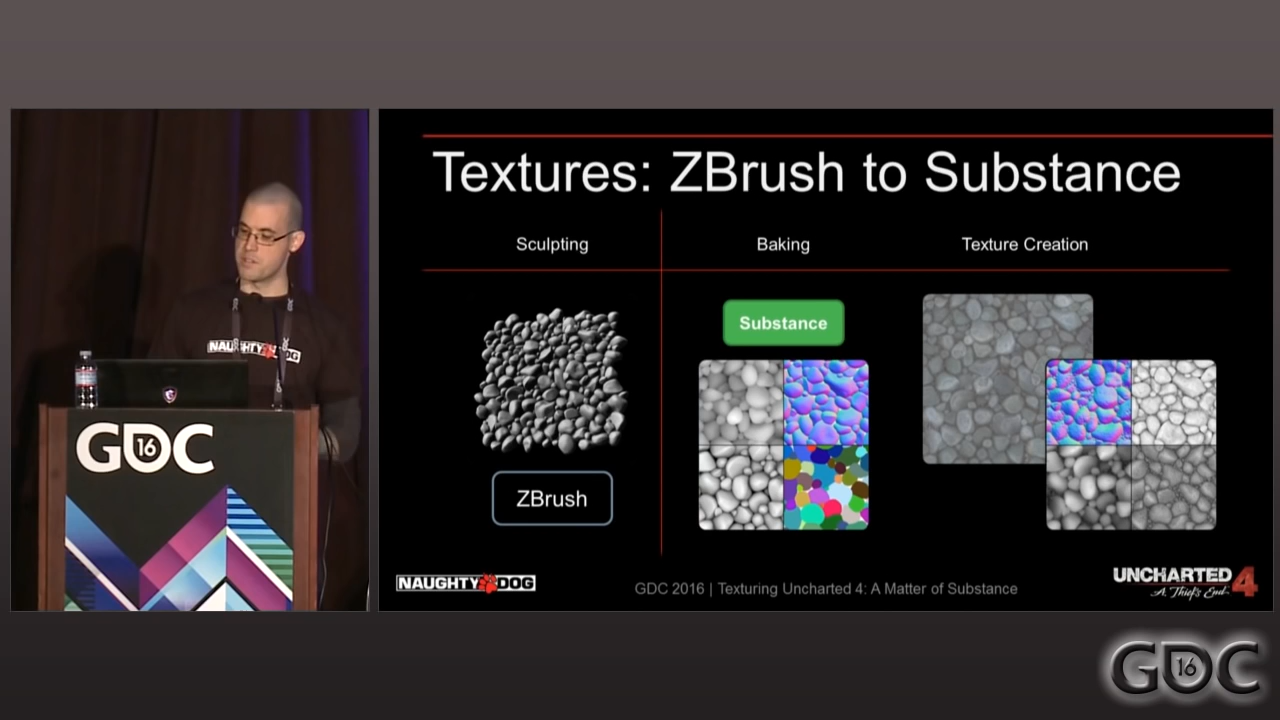 Textures: ZBrush to Substance
Sculpting
Baking
Texture Creation
Substance
ZBrush
NAUGHTY DOG
GDC 2016 | Texturing Uncharted 4: A Matter of Substance
UNCHARTED 4
A Thief's End
NAUGHTY DOG
GDC 16
GDC 16